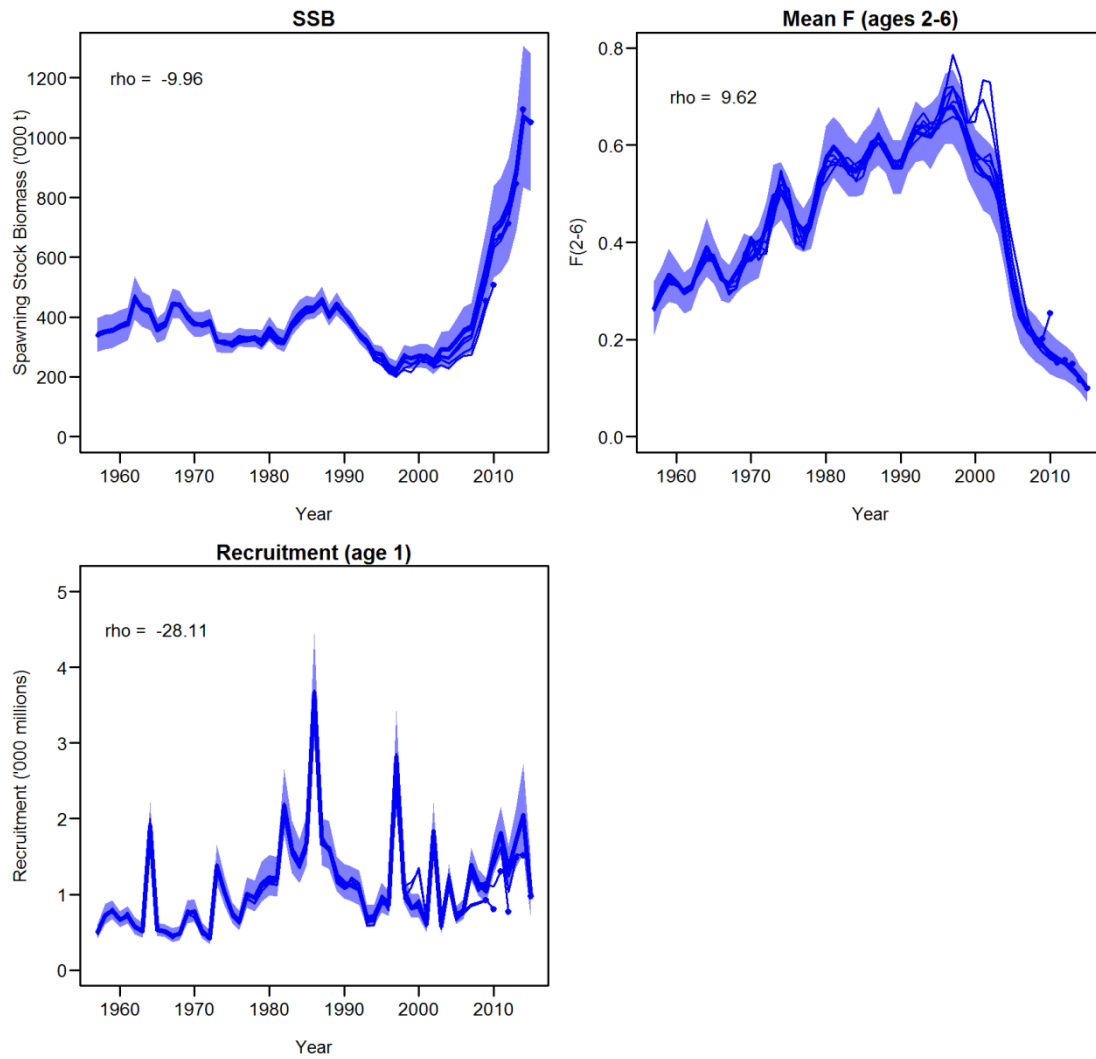 SSB
rho = -9.96
Spawning Stock Biomass ('000 t)
1200
1000
800
600
400
200
0
1960 1970 1980 1990 2000 2010
Year
Mean F (ages 2-6)
rho = 9.62
F(2-6)
0.8
0.6
0.4
0.2
0.0
1960 1970 1980 1990 2000 2010
Year
Recruitment (age 1)
rho = -28.11
Recruitment ('000 millions)
5
4
3
2
1
0
1960 1970 1980 1990 2000 2010
Year